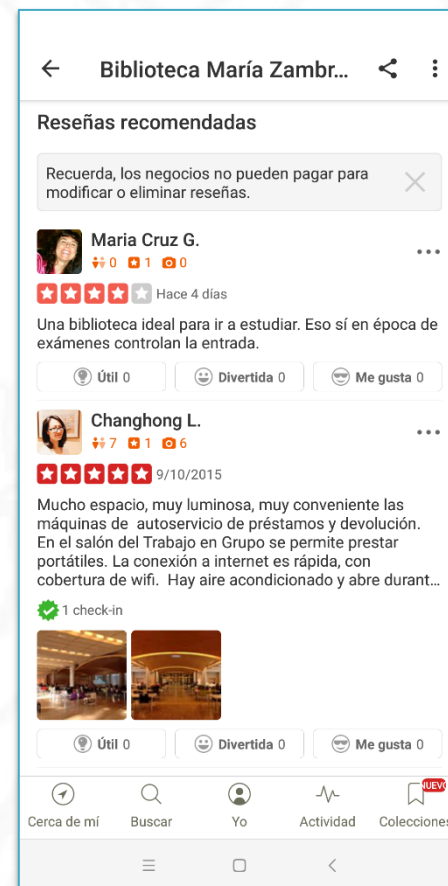 Biblioteca María Zambr...
Reseñas recomendadas
Recuerda, los negocios no pueden pagar para
modificar o eliminar reseñas.
Maria Cruz G.
0 1 0
Hace 4 días
Una biblioteca ideal para ir a estudiar. Eso sí en época de
exámenes controlan la entrada.
Útil 0 Divertida 0 Me gusta 0
Changhong L.
7 1 6
9/10/2015
Mucho espacio, muy luminosa, muy conveniente las
máquinas de autoservicio de préstamos y devolución.
En el salón del Trabajo en Grupo se permite prestar
portátiles. La conexión a internet es rápida, con
cobertura de wifi. Hay aire acondicionado y abre durant...
1 check-in
Útil 0 Divertida 0 Me gusta 0
NUEVO
Cerca de mí Buscar Yo Actividad Colecciones